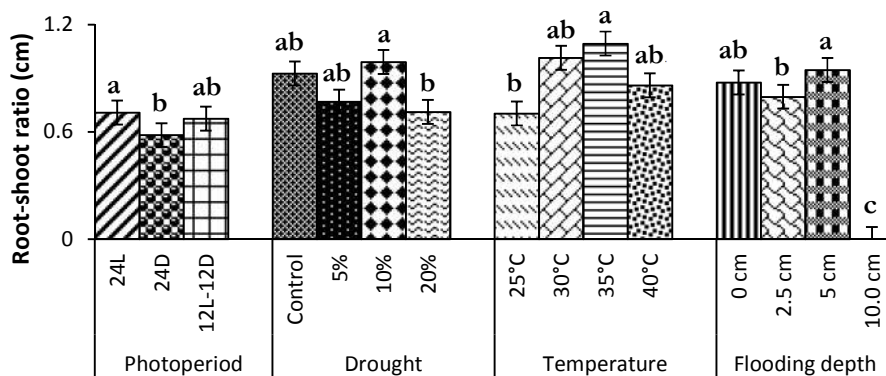 Root-shoot ratio (cm)
1.2
0.6
0
a
b
ab
ab
ab
a
b
b
ab
a
ab
ab
b
a
c
24L
24D
12L-12D
Control
5%
10%
20%
25°C
30°C
35°C
40°C
0 cm
2.5 cm
5 cm
10.0 cm
Photoperiod
Drought
Temperature
Flooding depth